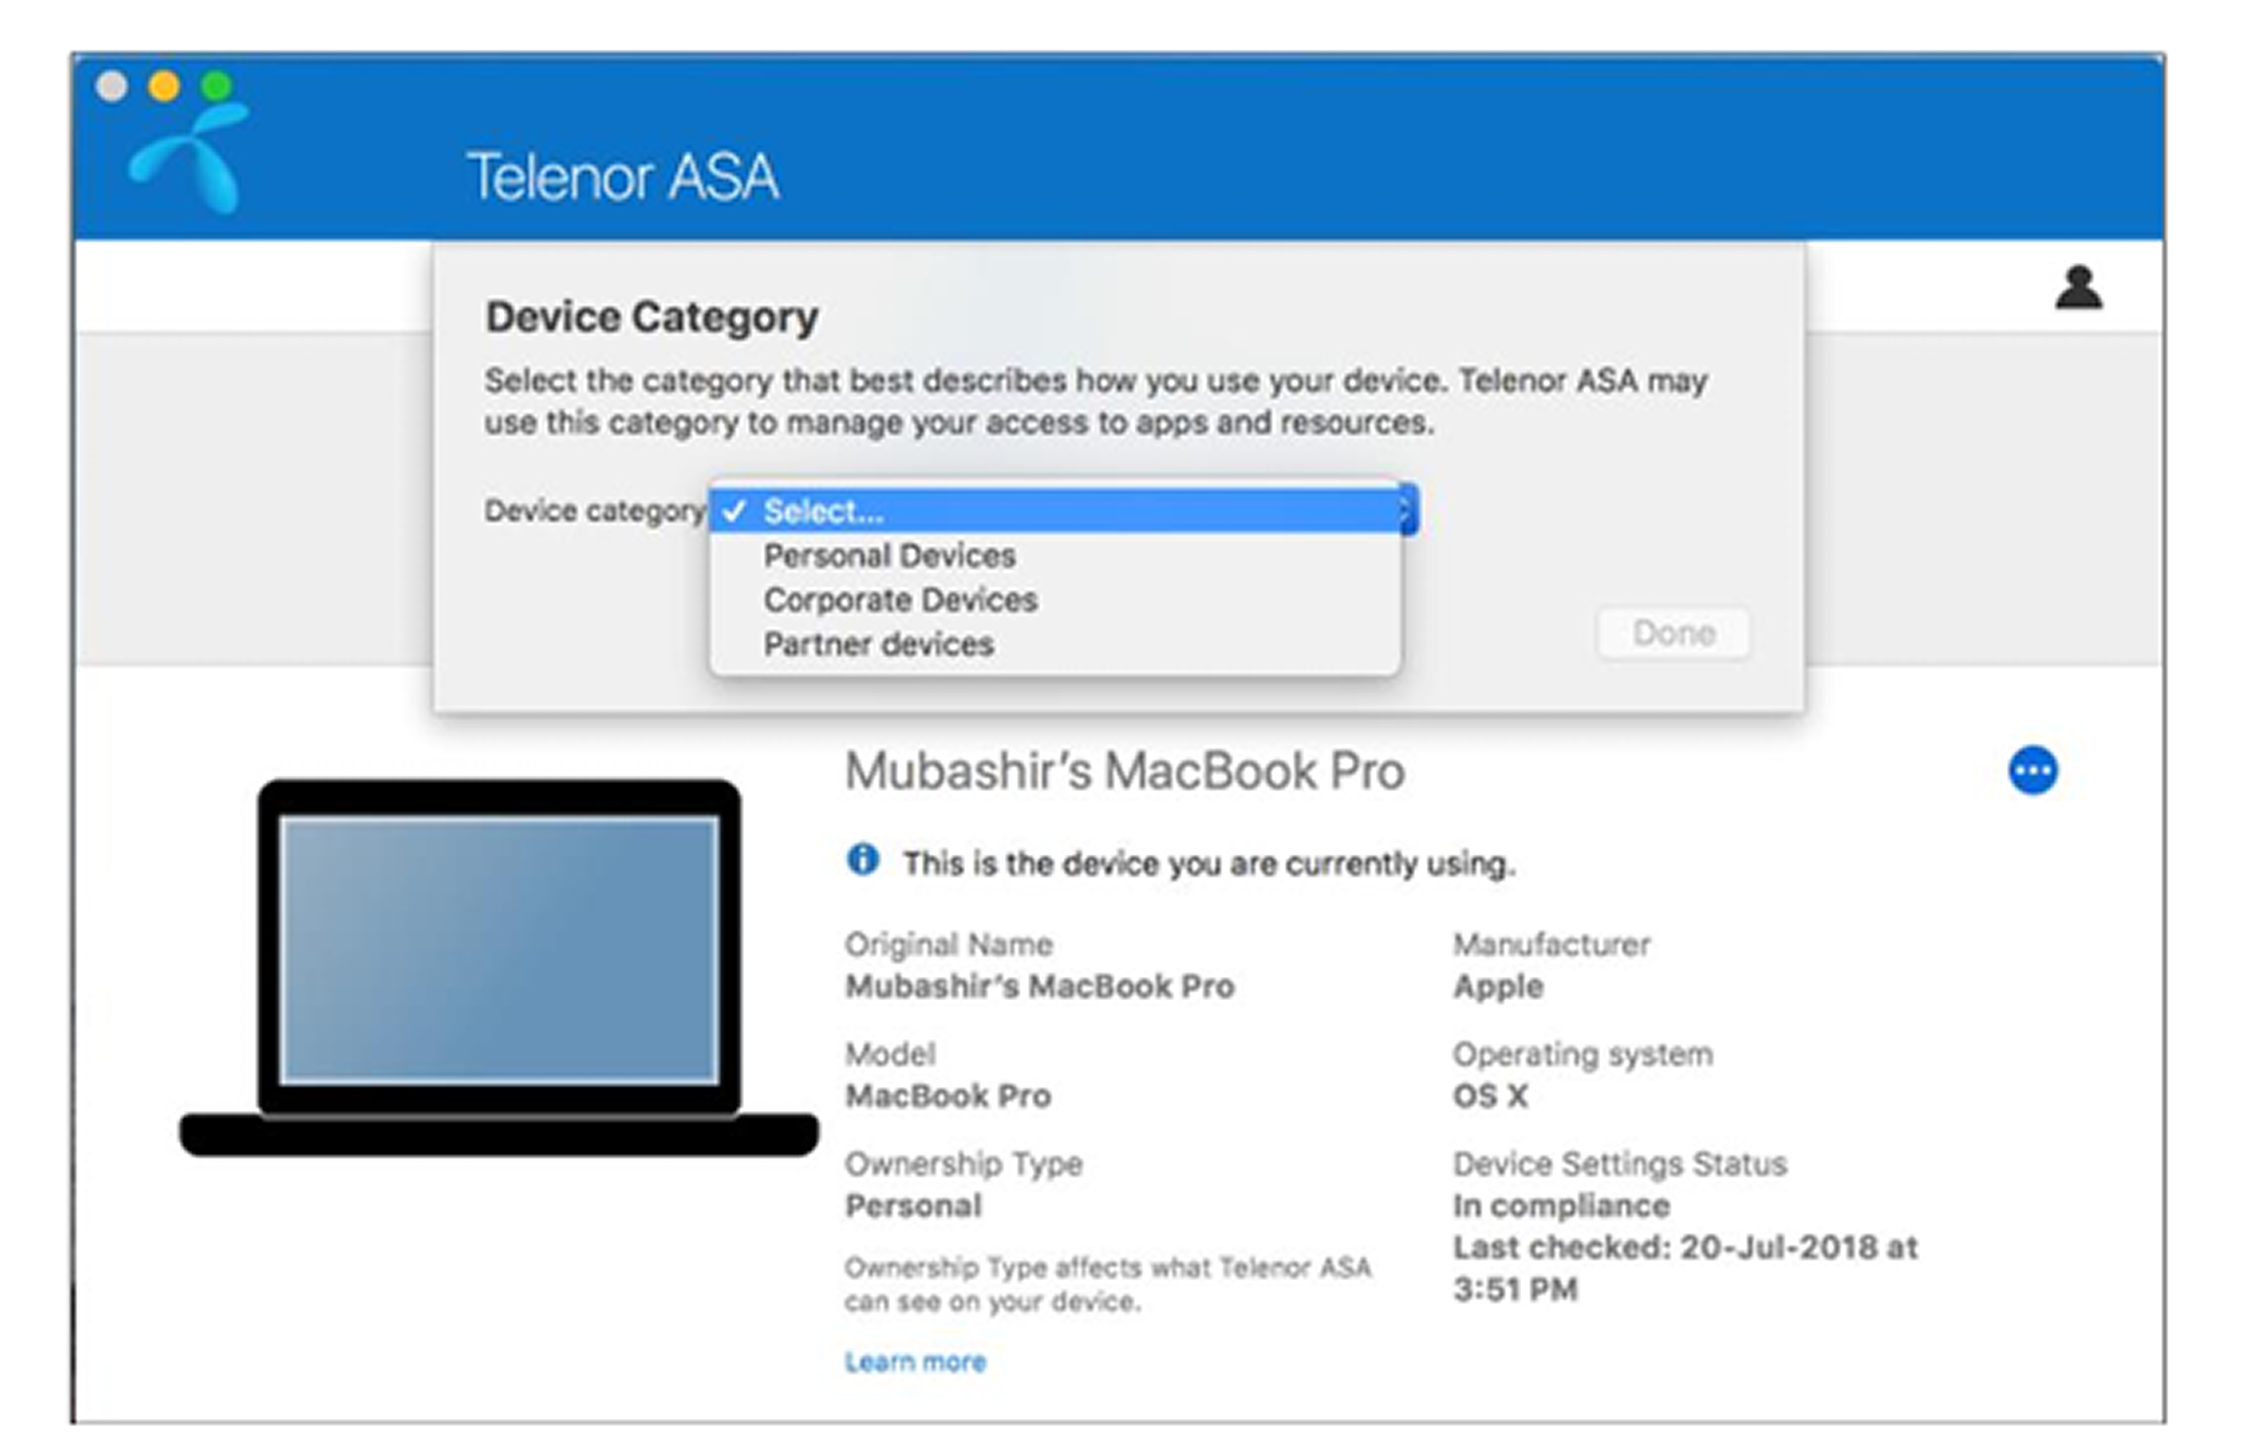 Telenor ASA
Device Category
Select the category that best describes how you use your device. Telenor ASA may
use this category to manage your access to apps and resources.
Device category
✓ Select...
Personal Devices
Corporate Devices
Partner devices
Done
Mubashir's MacBook Pro
This is the device you are currently using.
Original Name
Mubashir's MacBook Pro
Manufacturer
Apple
Model
MacBook Pro
Operating system
OS X
Ownership Type
Personal
Ownership Type affects what Telenor ASA
can see on your device.
Learn more
Device Settings Status
In compliance
Last checked: 20-Jul-2018 at
3:51 PM